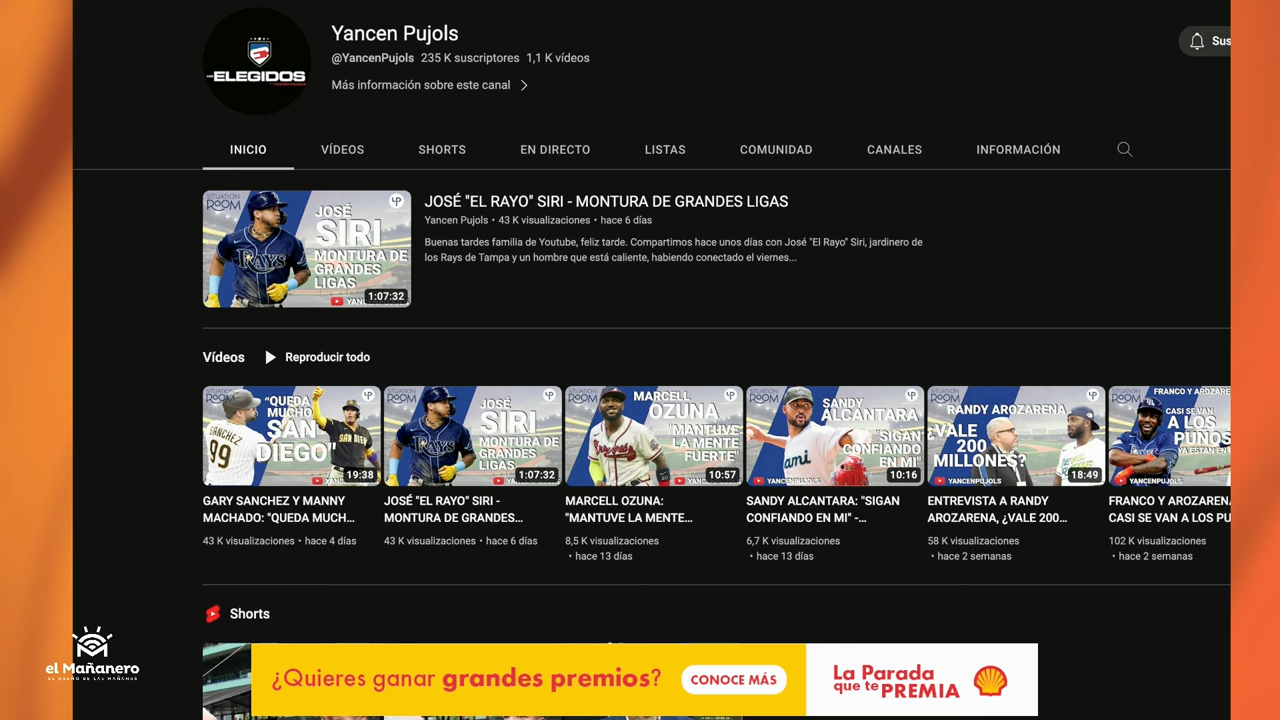 Yancen Pujols
@YancenPujols 235 K suscriptores 1,1 K vídeos
Más información sobre este canal
ELEGIDOS
Sus
INICIO VÍDEOS SHORTS EN DIRECTO LISTAS COMUNIDAD CANALES INFORMACIÓN
SITUATION ROOM
JOSÉ SIRI MONTURA DE GRANDES LIGAS
1:07:32
JOSÉ "EL RAYO" SIRI - MONTURA DE GRANDES LIGAS
Yancen Pujols • 43 K visualizaciones • hace 6 días
Buenas tardes familia de Youtube, feliz tarde. Compartimos hace unos días con José "El Rayo" Siri, jardinero de
los Rays de Tampa y un hombre que está caliente, habiendo conectado el viernes...
Vídeos Reproducir todo
"QUEDA MUCHO SAN DIEGO"
19:38
JOSÉ SIRI MONTURA DE GRANDES LIGAS
1:07:32
MARCELL OZUNA "MANTUVE LA MENTE FUERTE"
10:57
SANDY ALCANTARA "SIGAN CONFIANDO EN MI"
10:16
RANDY AROZARENA ¿VALE 200 MILLONES?
YANCENPUJOLS
18:49
FRANCO Y AROZARE
CASI SE VAN A LOS PUÑOS
YANCENPUJOLS
GARY SANCHEZ Y MANNY
MACHADO: "QUEDA MUCH...
43 K visualizaciones • hace 4 días
JOSÉ "EL RAYO" SIRI -
MONTURA DE GRANDES...
43 K visualizaciones • hace 6 días
MARCELL OZUNA:
"MANTUVE LA MENTE...
8,5 K visualizaciones
• hace 13 días
SANDY ALCANTARA: "SIGAN
CONFIANDO EN MI" -...
6,7 K visualizaciones
• hace 13 días
ENTREVISTA A RANDY
AROZARENA, ¿VALE 200...
58 K visualizaciones
• hace 2 semanas
FRANCO Y AROZARENA
CASI SE VAN A LOS PU
102 K visualizaciones
• hace 2 semanas
Shorts
el Mañanero
EL DUEÑO DE LAS MAÑANAS
¿Quieres ganar grandes premios? CONOCE MÁS
La Parada
que te PREMIA